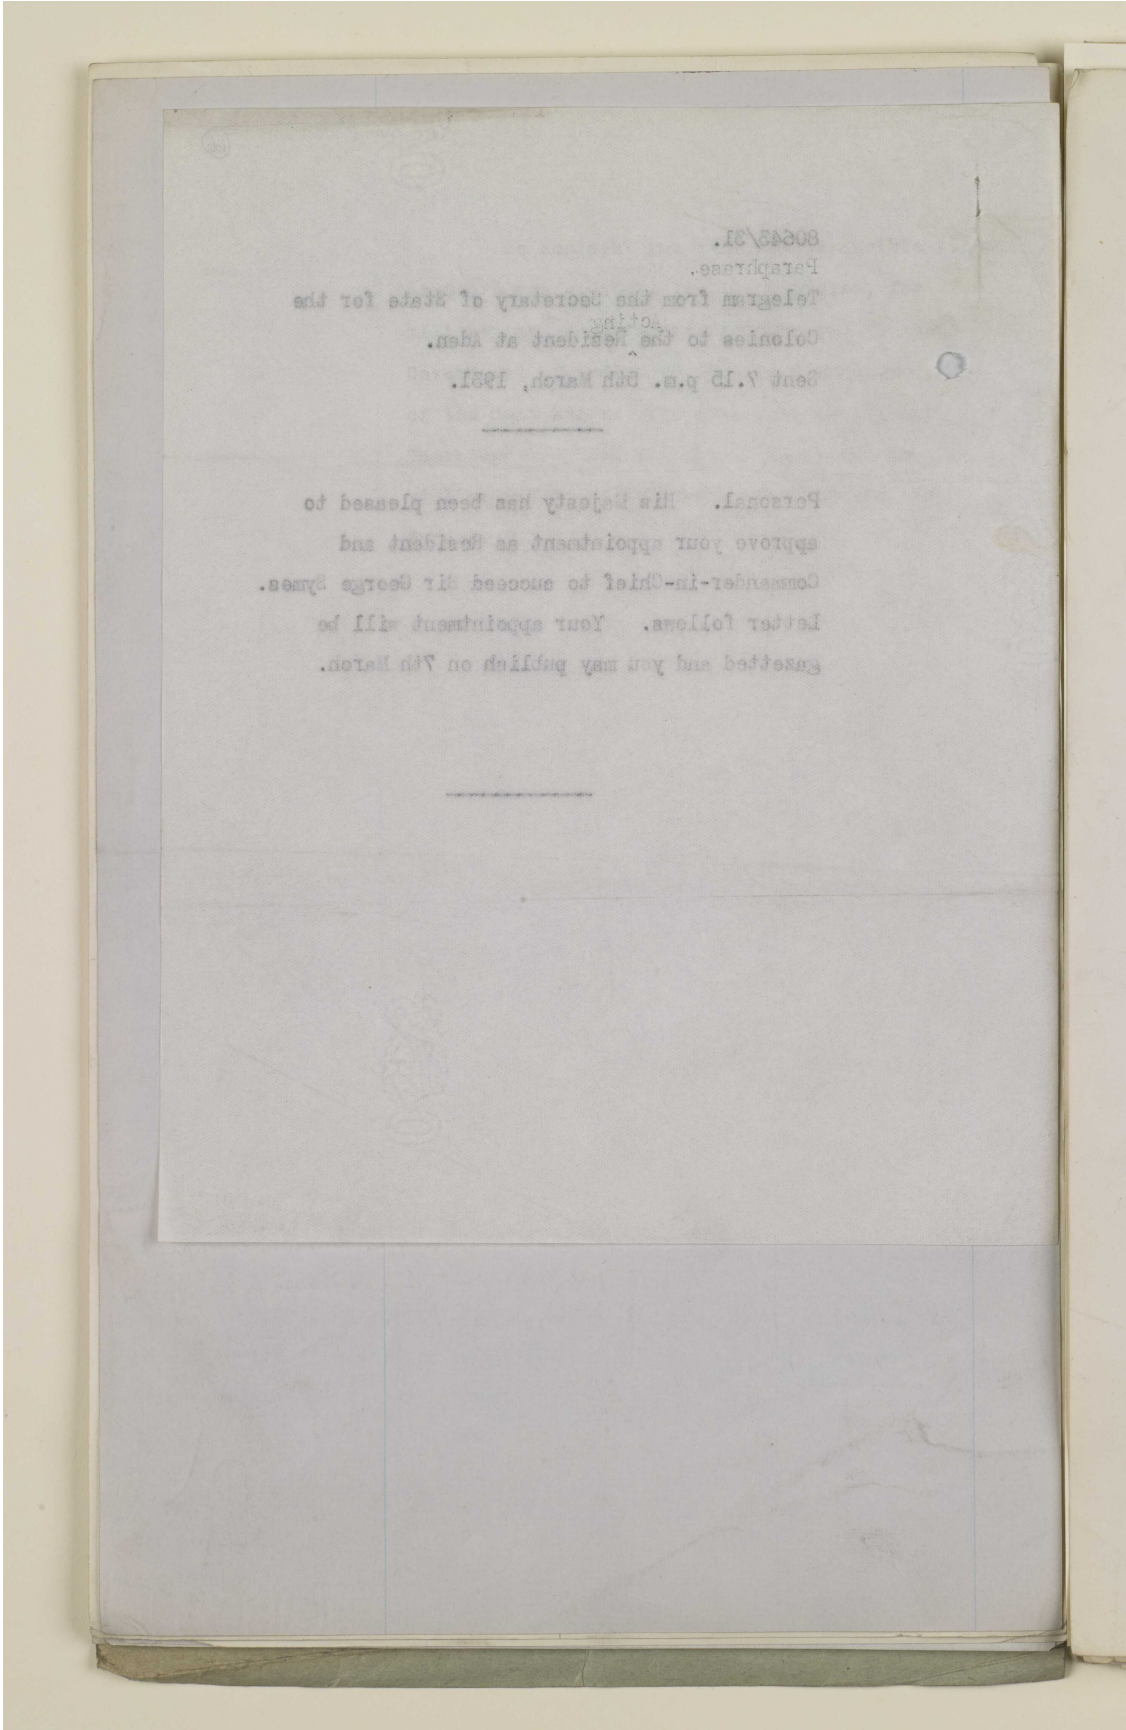 80643/31.
Paraphrase.
Telegram from the Secretary of State for the
Acting
Colonies to the ^ Resident at Aden.
Sent 7.15 p.m. 5th March, 1931.
Personal. His Majesty has been pleased to
approve your appointment as Resident and
Commander-in-Chief to succeed Sir George Symes.
Letter follows. Your appointment will be
gazetted and you may publish on 7th March.